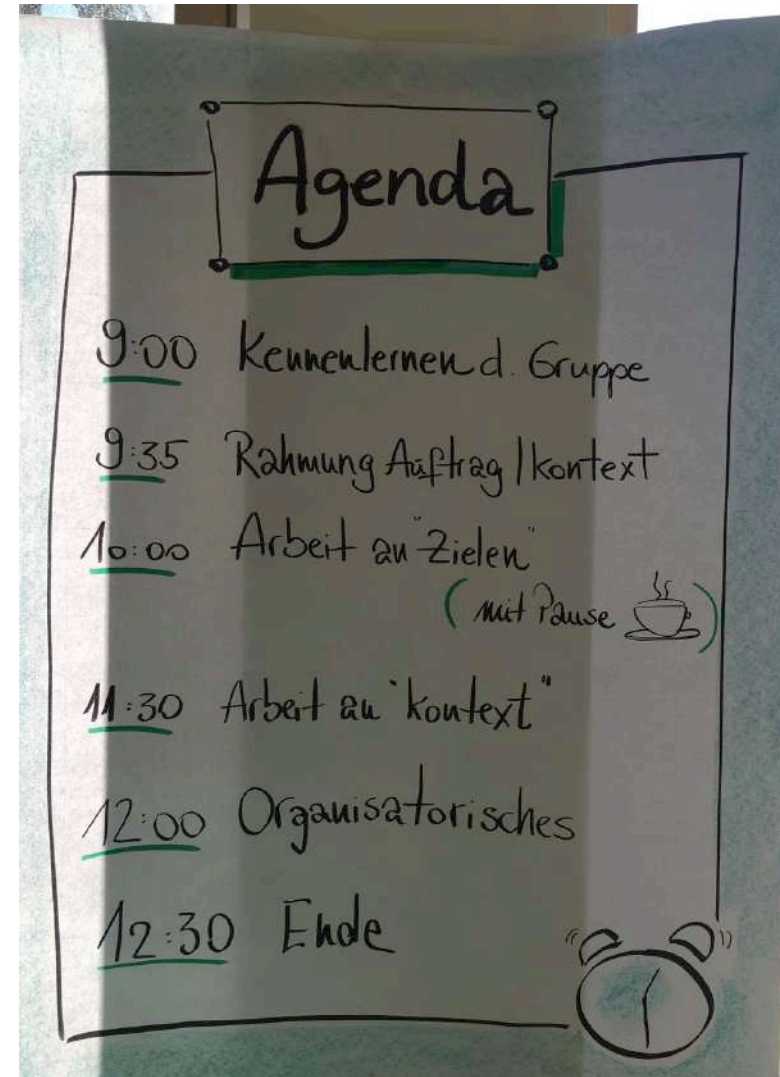 Agenda
9:00 Kennenlernen d. Gruppe
9:35 Rahmung Auftrag / Kontext
10:00 Arbeit an "Zielen"
(mit Pause)
11:30 Arbeit an "Kontext"
12:00 Organisatorisches
12:30 Ende